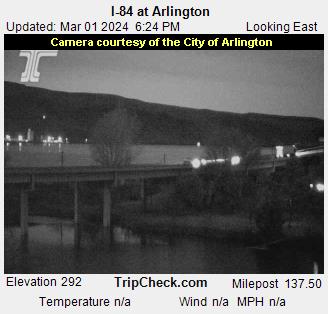 I-84 at Arlington
Updated: Mar 01 2024 6:24 PM Looking East
Camera courtesy of the City of Arlington
Elevation 292 TripCheck.com Milepost 137.50
Temperature n/a Wind n/a MPH n/a